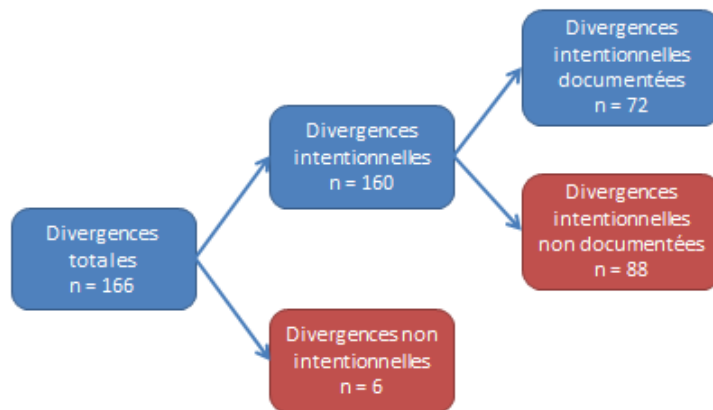 Divergences
totales
n = 166
Divergences
intentionnelles
n = 160
Divergences non
intentionnelles
n = 6
Divergences
intentionnelles
documentées
n = 72
Divergences
intentionnelles
non documentées
n = 88